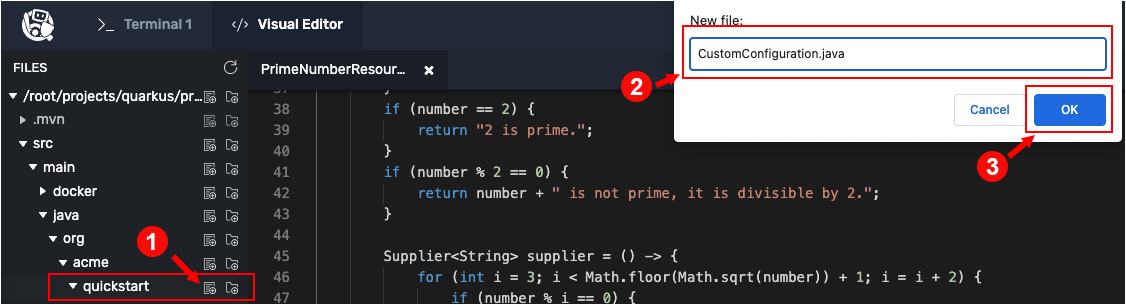 Terminal 1
</> Visual Editor
FILES
/root/projects/quarkus/pr...
.mvn
src
main
docker
java
org
acme
quickstart
1
PrimeNumberResour... ×
37 }
38 if (number == 2) {
39 return "2 is prime.";
40 }
41 if (number % 2 == 0) {
42 return number + " is not prime, it is divisible by 2.";
43 }
44
45 Supplier<String> supplier = () -> {
46 for (int i = 3; i < Math.floor(Math.sqrt(number)) + 1; i = i + 2) {
47 if (number % i == 0) {
New file:
CustomConfiguration.java
2
Cancel OK
3